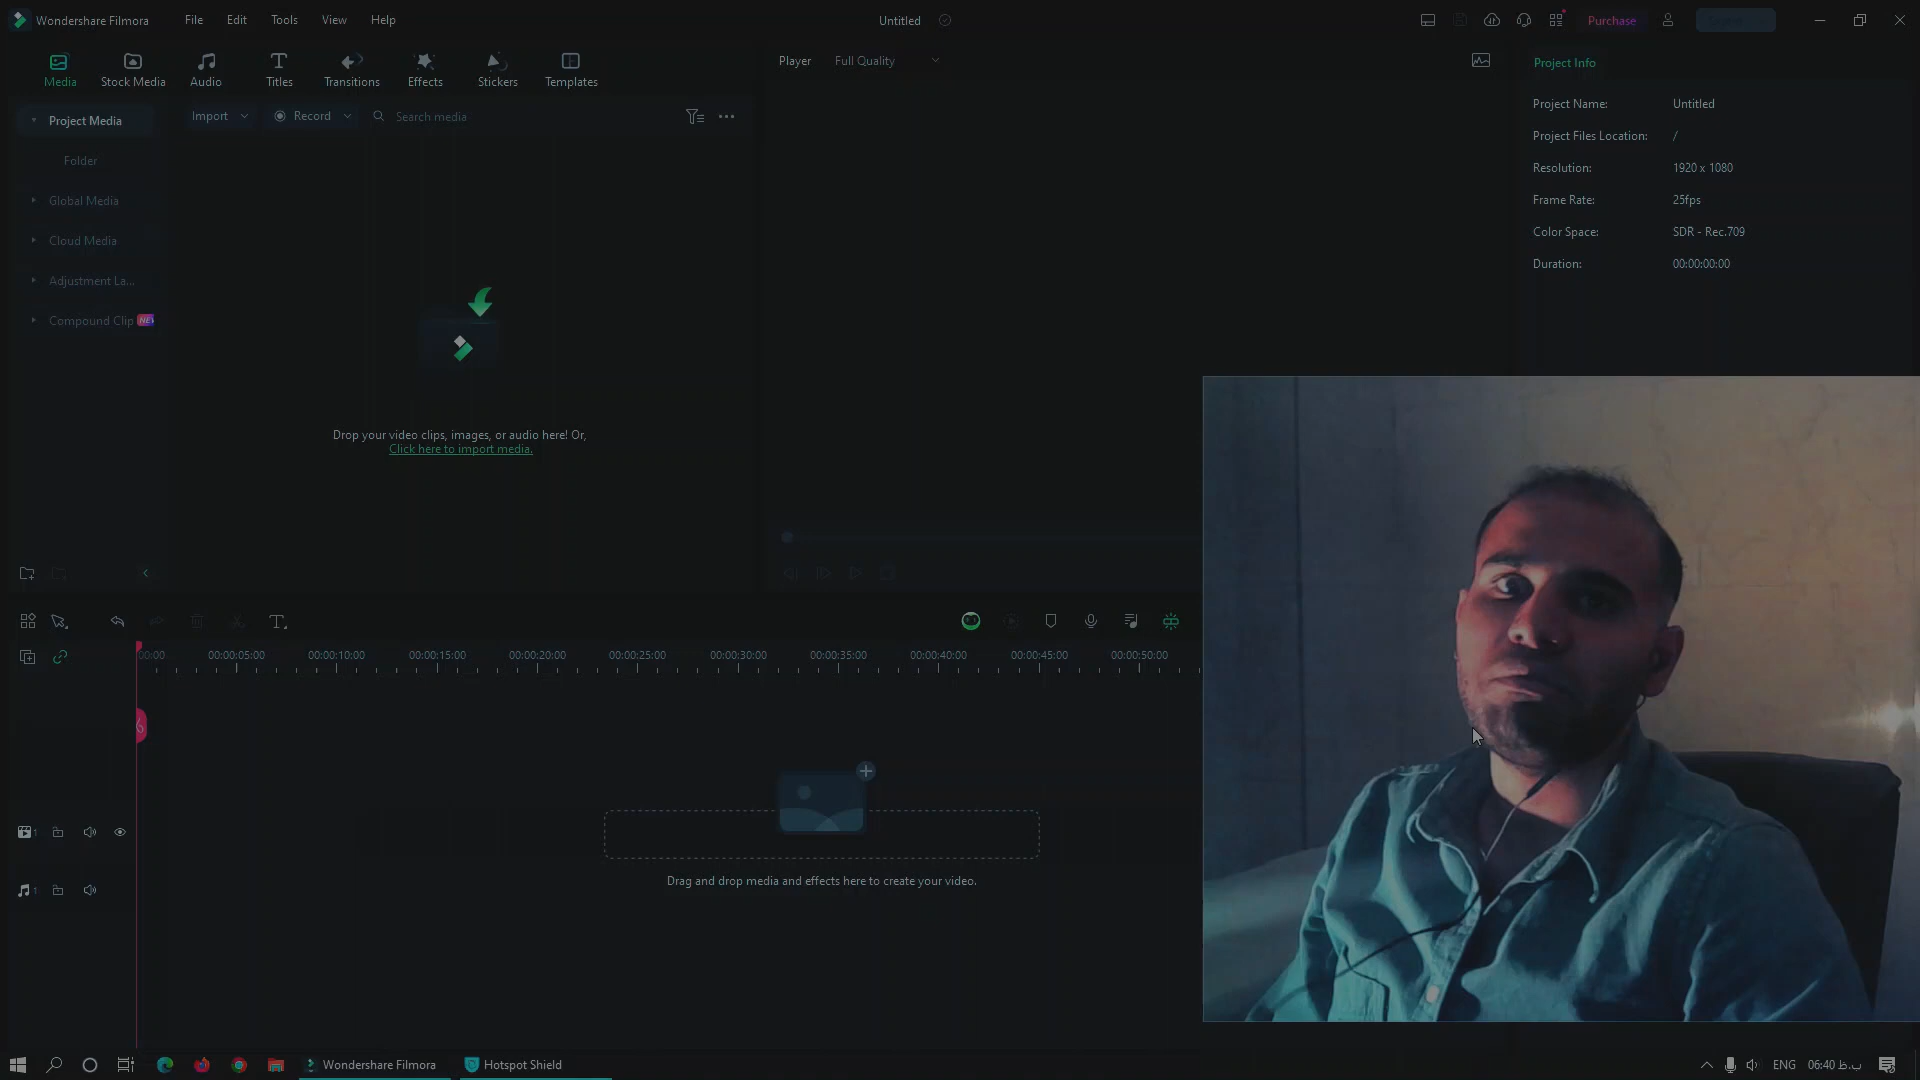 Wondershare Filmora
File Edit Tools View Help
Untitled
Purchase
Media
Stock Media
Audio
Titles
Transitions
Effects
Stickers
Templates
Player
Full Quality
Project Info
Project Media
Folder
Global Media
Cloud Media
Adjustment La...
Compound Clip
Import
Record
Search media
Drop your video clips, images, or audio here! Or,
Click here to import media.
Project Name: Untitled
Project Files Location: /
Resolution: 1920 x 1080
Frame Rate: 25fps
Color Space: SDR - Rec.709
Duration: 00:00:00:00
00:00 00:00:05:00 00:00:10:00 00:00:15:00 00:00:20:00 00:00:25:00 00:00:30:00 00:00:35:00 00:00:40:00 00:00:45:00 00:00:50:00
1
1
Drag and drop media and effects here to create your video.
Wondershare Filmora
Hotspot Shield
ENG
06:40 ب.ظ